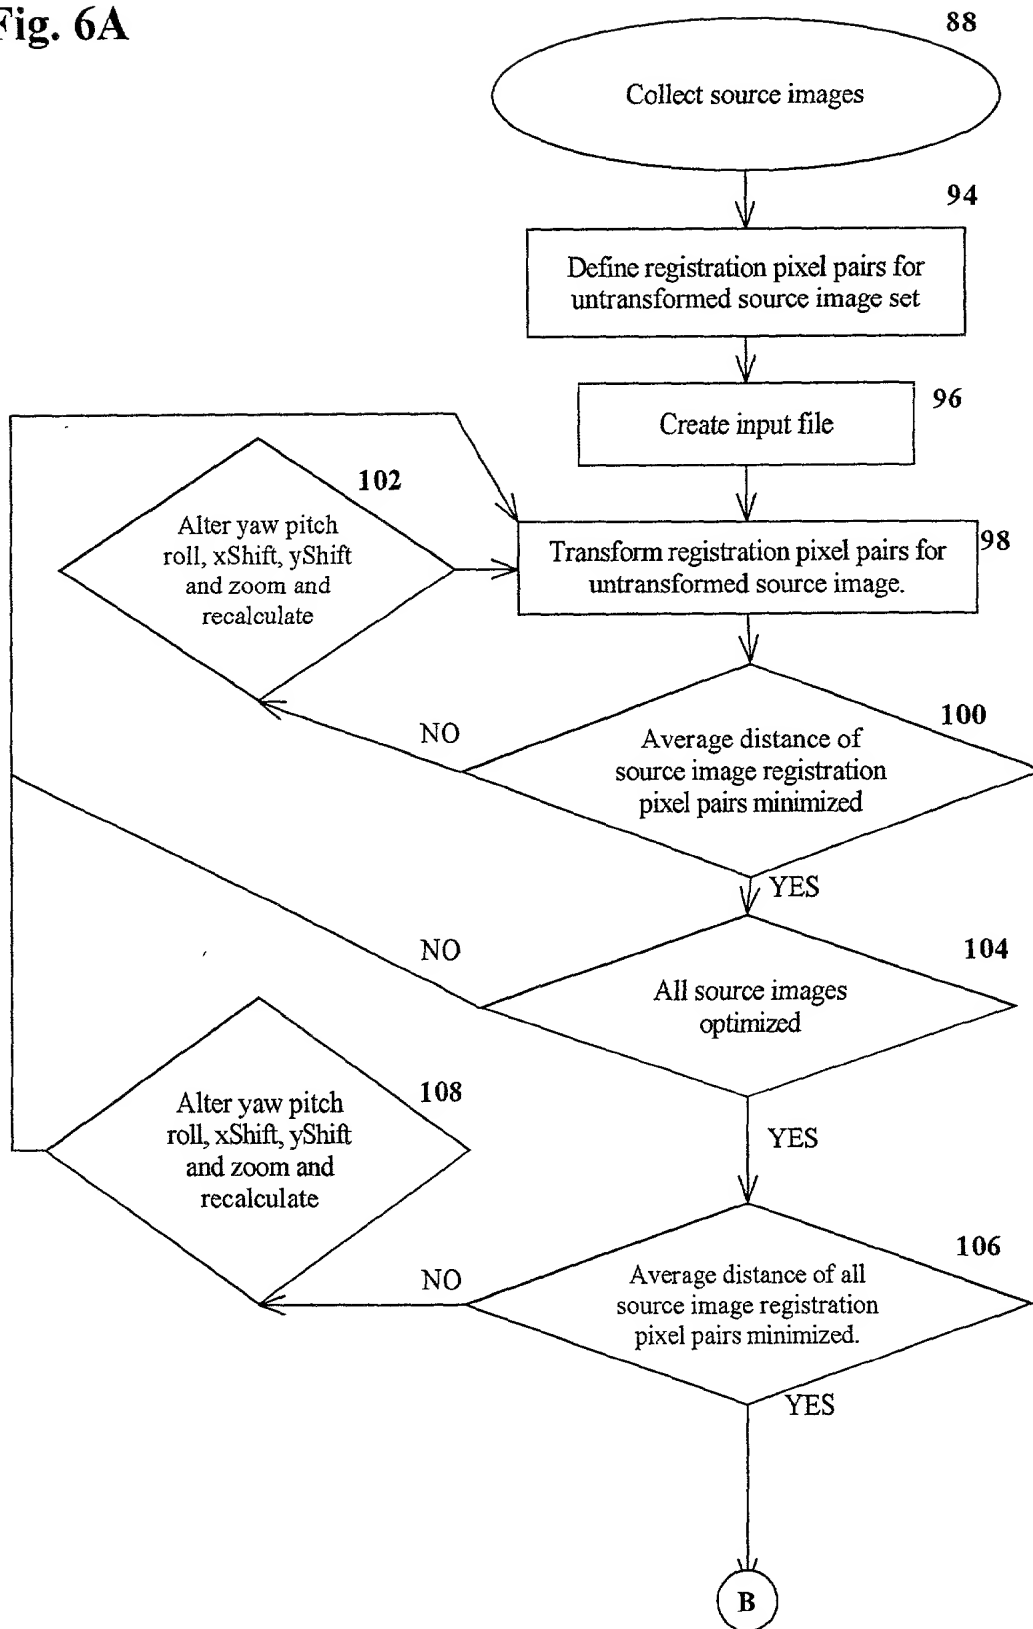 Fig. 6A
88
Collect source images
94
Define registration pixel pairs for
untransformed source image set
96
Create input file
102
Alter yaw pitch
roll, xShift, yShift
and zoom and
recalculate
98
Transform registration pixel pairs for
untransformed source image.
100
NO
Average distance of
source image registration
pixel pairs minimized
YES
104
NO
All source images
optimized
108
Alter yaw pitch
roll, xShift, yShift
and zoom and
recalculate
YES
106
NO
Average distance of all
source image registration
pixel pairs minimized.
YES
B